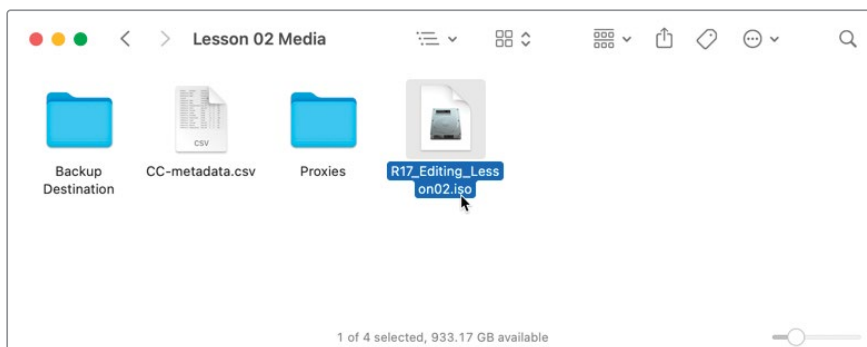 Lesson 02 Media
CSV
Backup
Destination
CC-metadata.csv
Proxies
R17_Editing_Less
on02.iso
1 of 4 selected, 933.17 GB available